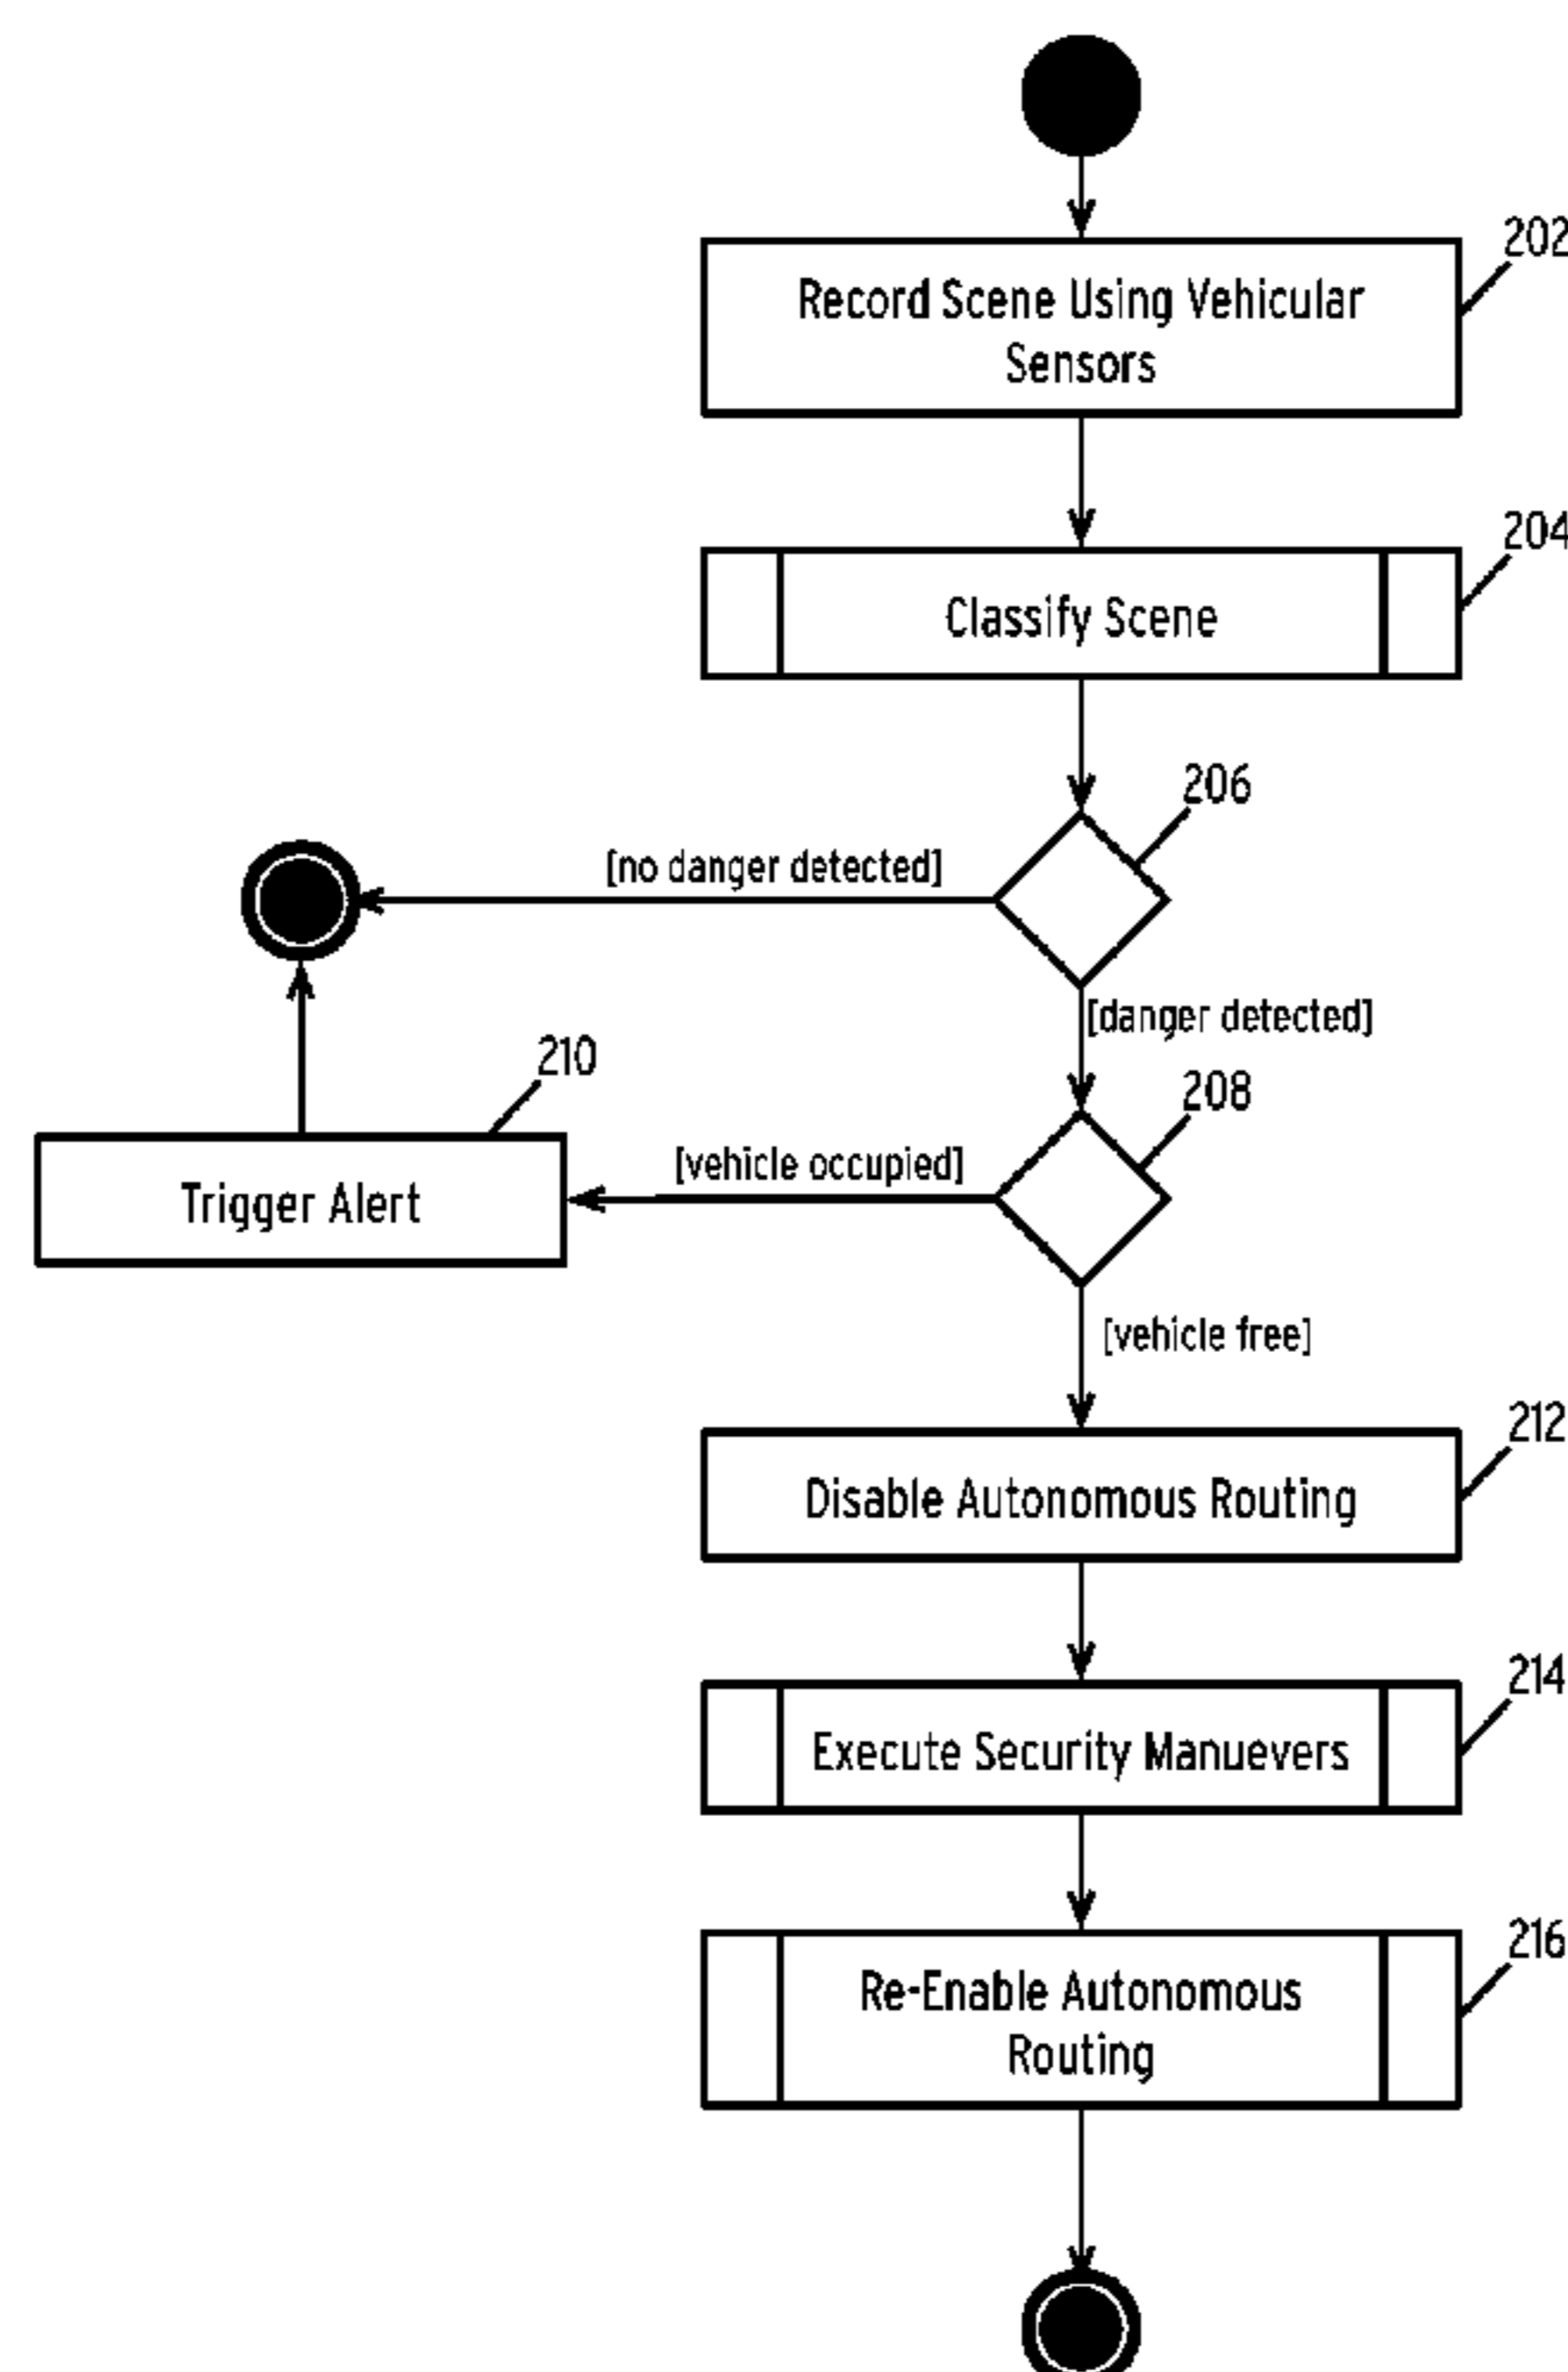 202
Record Scene Using Vehicular
Sensors
204
Classify Scene
206
[no danger detected]
[danger detected]
210
208
[vehicle occupied]
Trigger Alert
[vehicle free]
212
Disable Autonomous Routing
214
Execute Security Manuevers
216
Re-Enable Autonomous
Routing